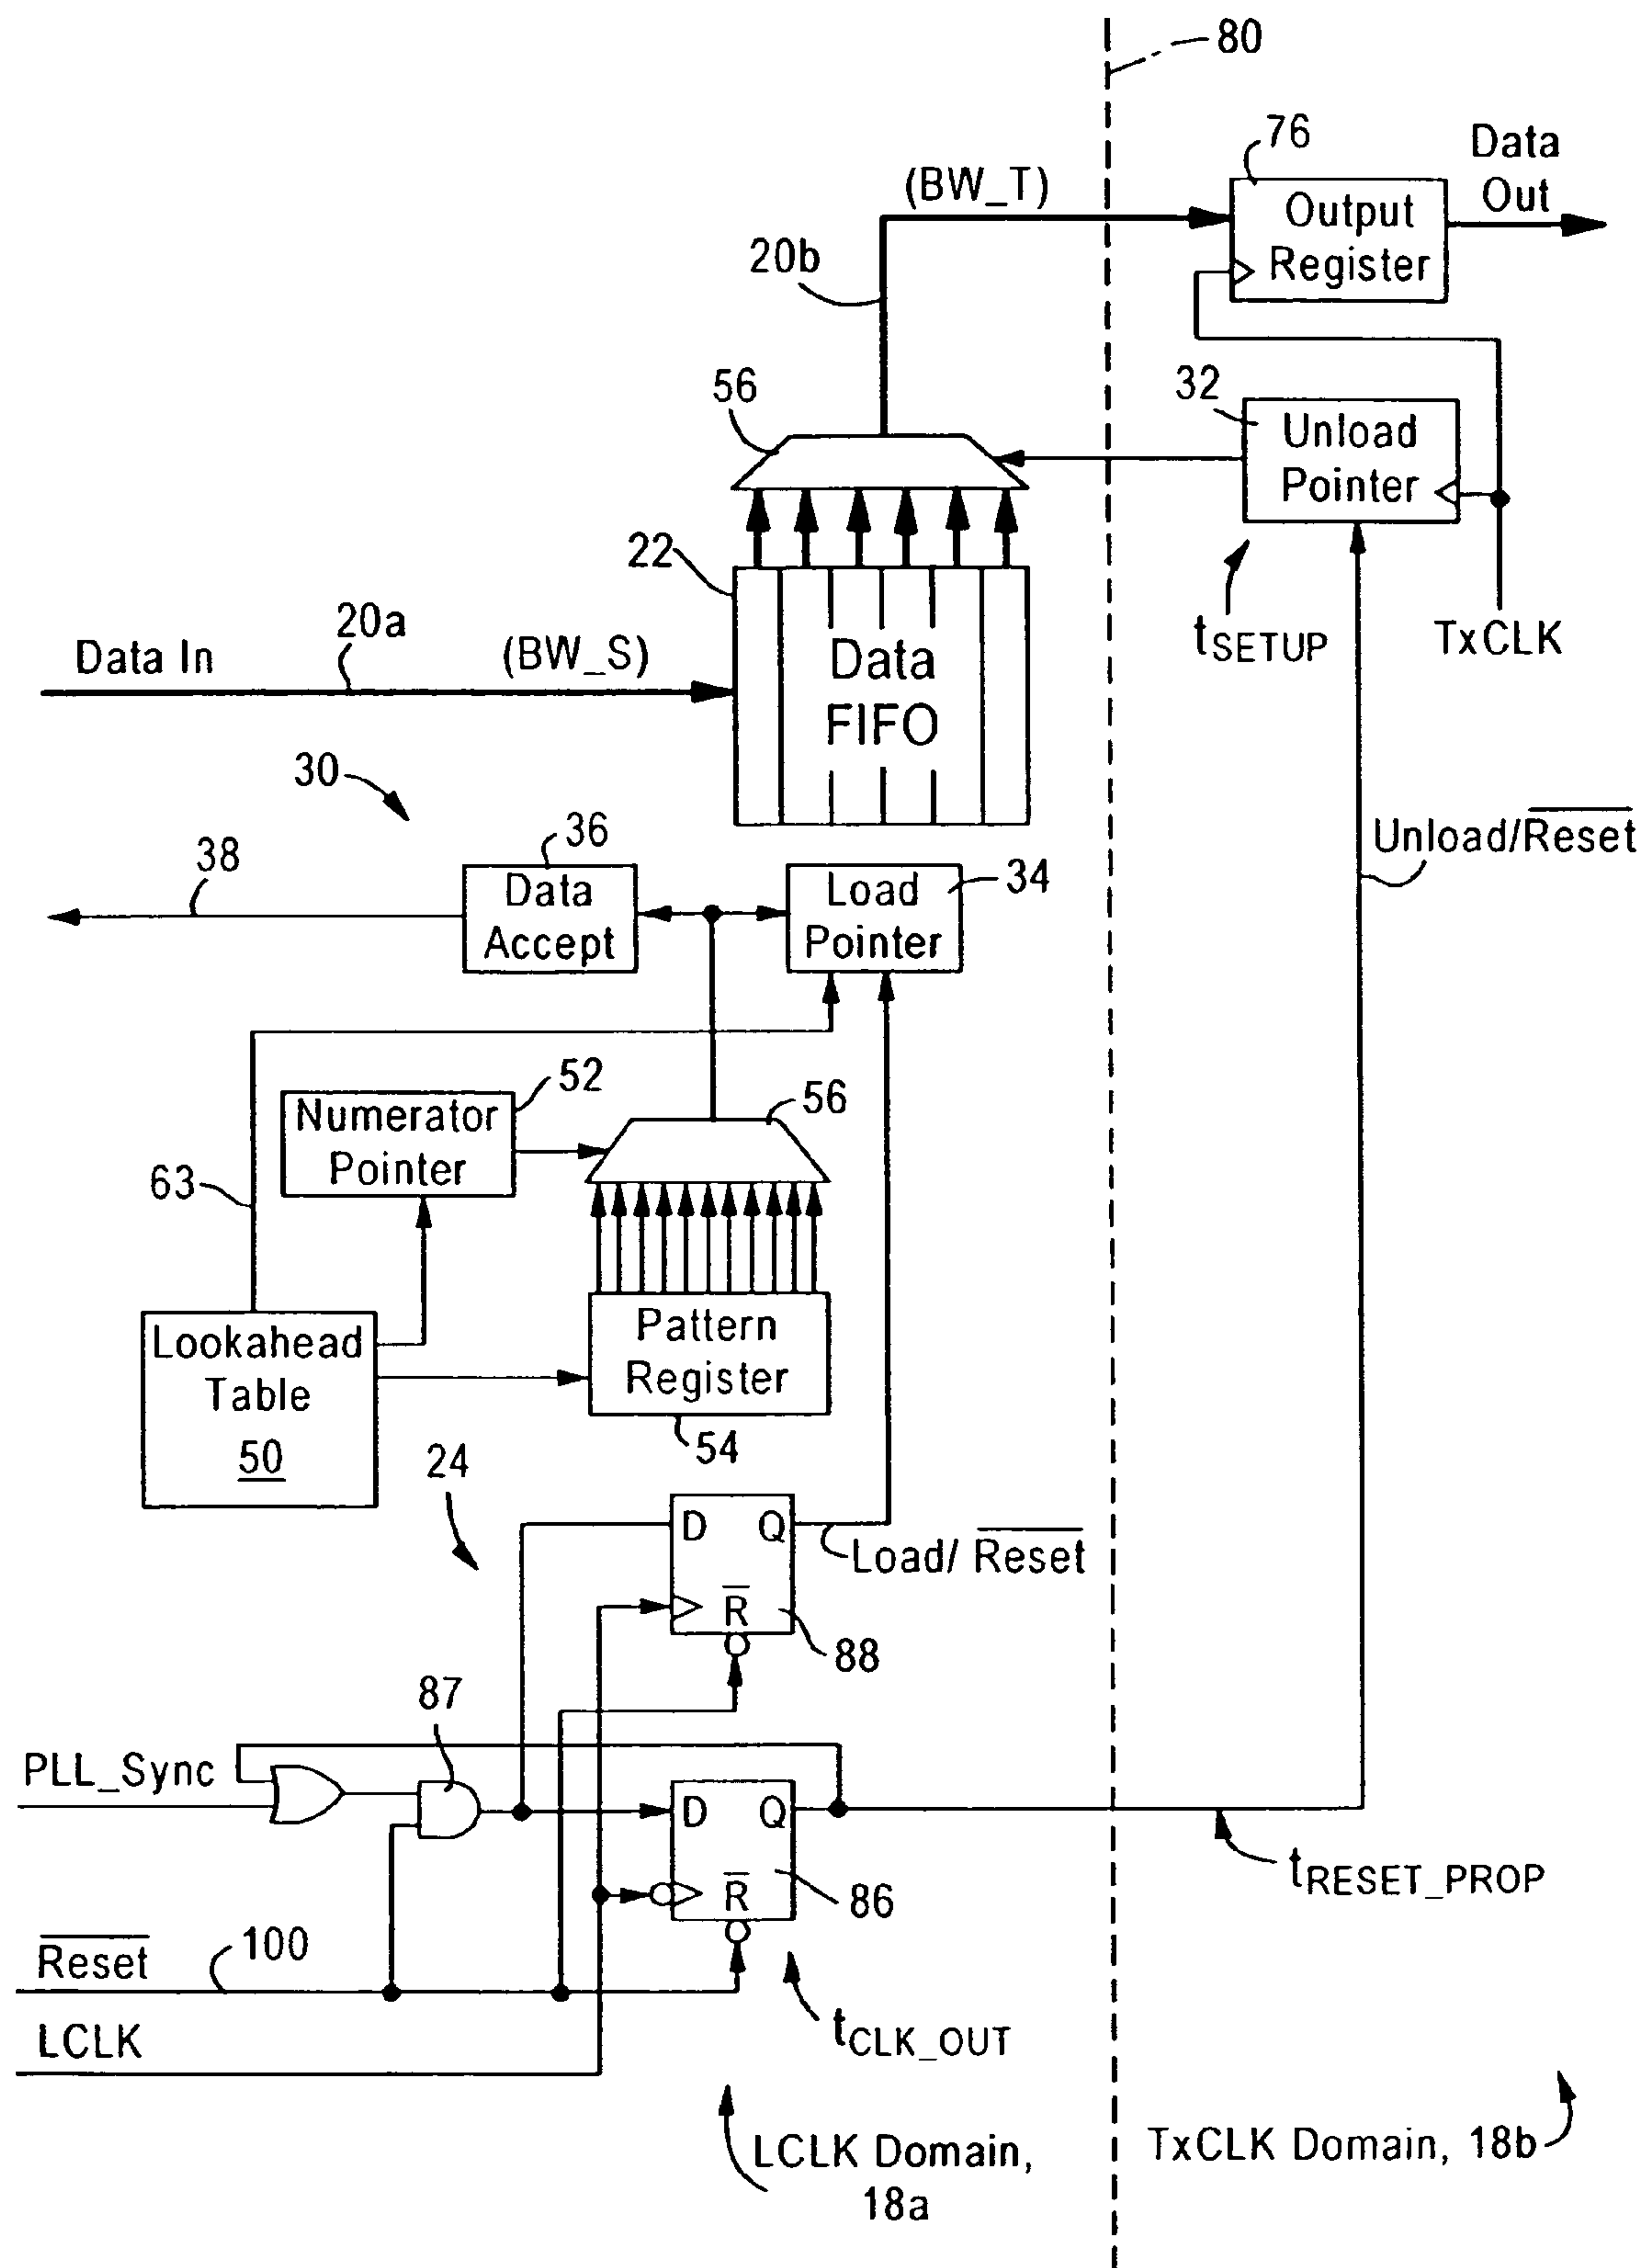 80
76
Data
Out
(BW_T)
Output
Register
20b
56
32
Unload
Pointer
22
20a
Data In
(BW_S)
Data
FIFO
tSETUP
TxCLK
30
Unload/Reset
36
38
Data
Accept
Load
Pointer
34
52
Numerator
Pointer
56
63
Lookahead
Table
50
Pattern
Register
54
24
D Q
Load/ Reset
R
88
87
PLL_Sync
D Q
R
86
tRESET_PROP
Reset
100
LCLK
tCLK_OUT
LCLK Domain,
18a
TxCLK Domain, 18b